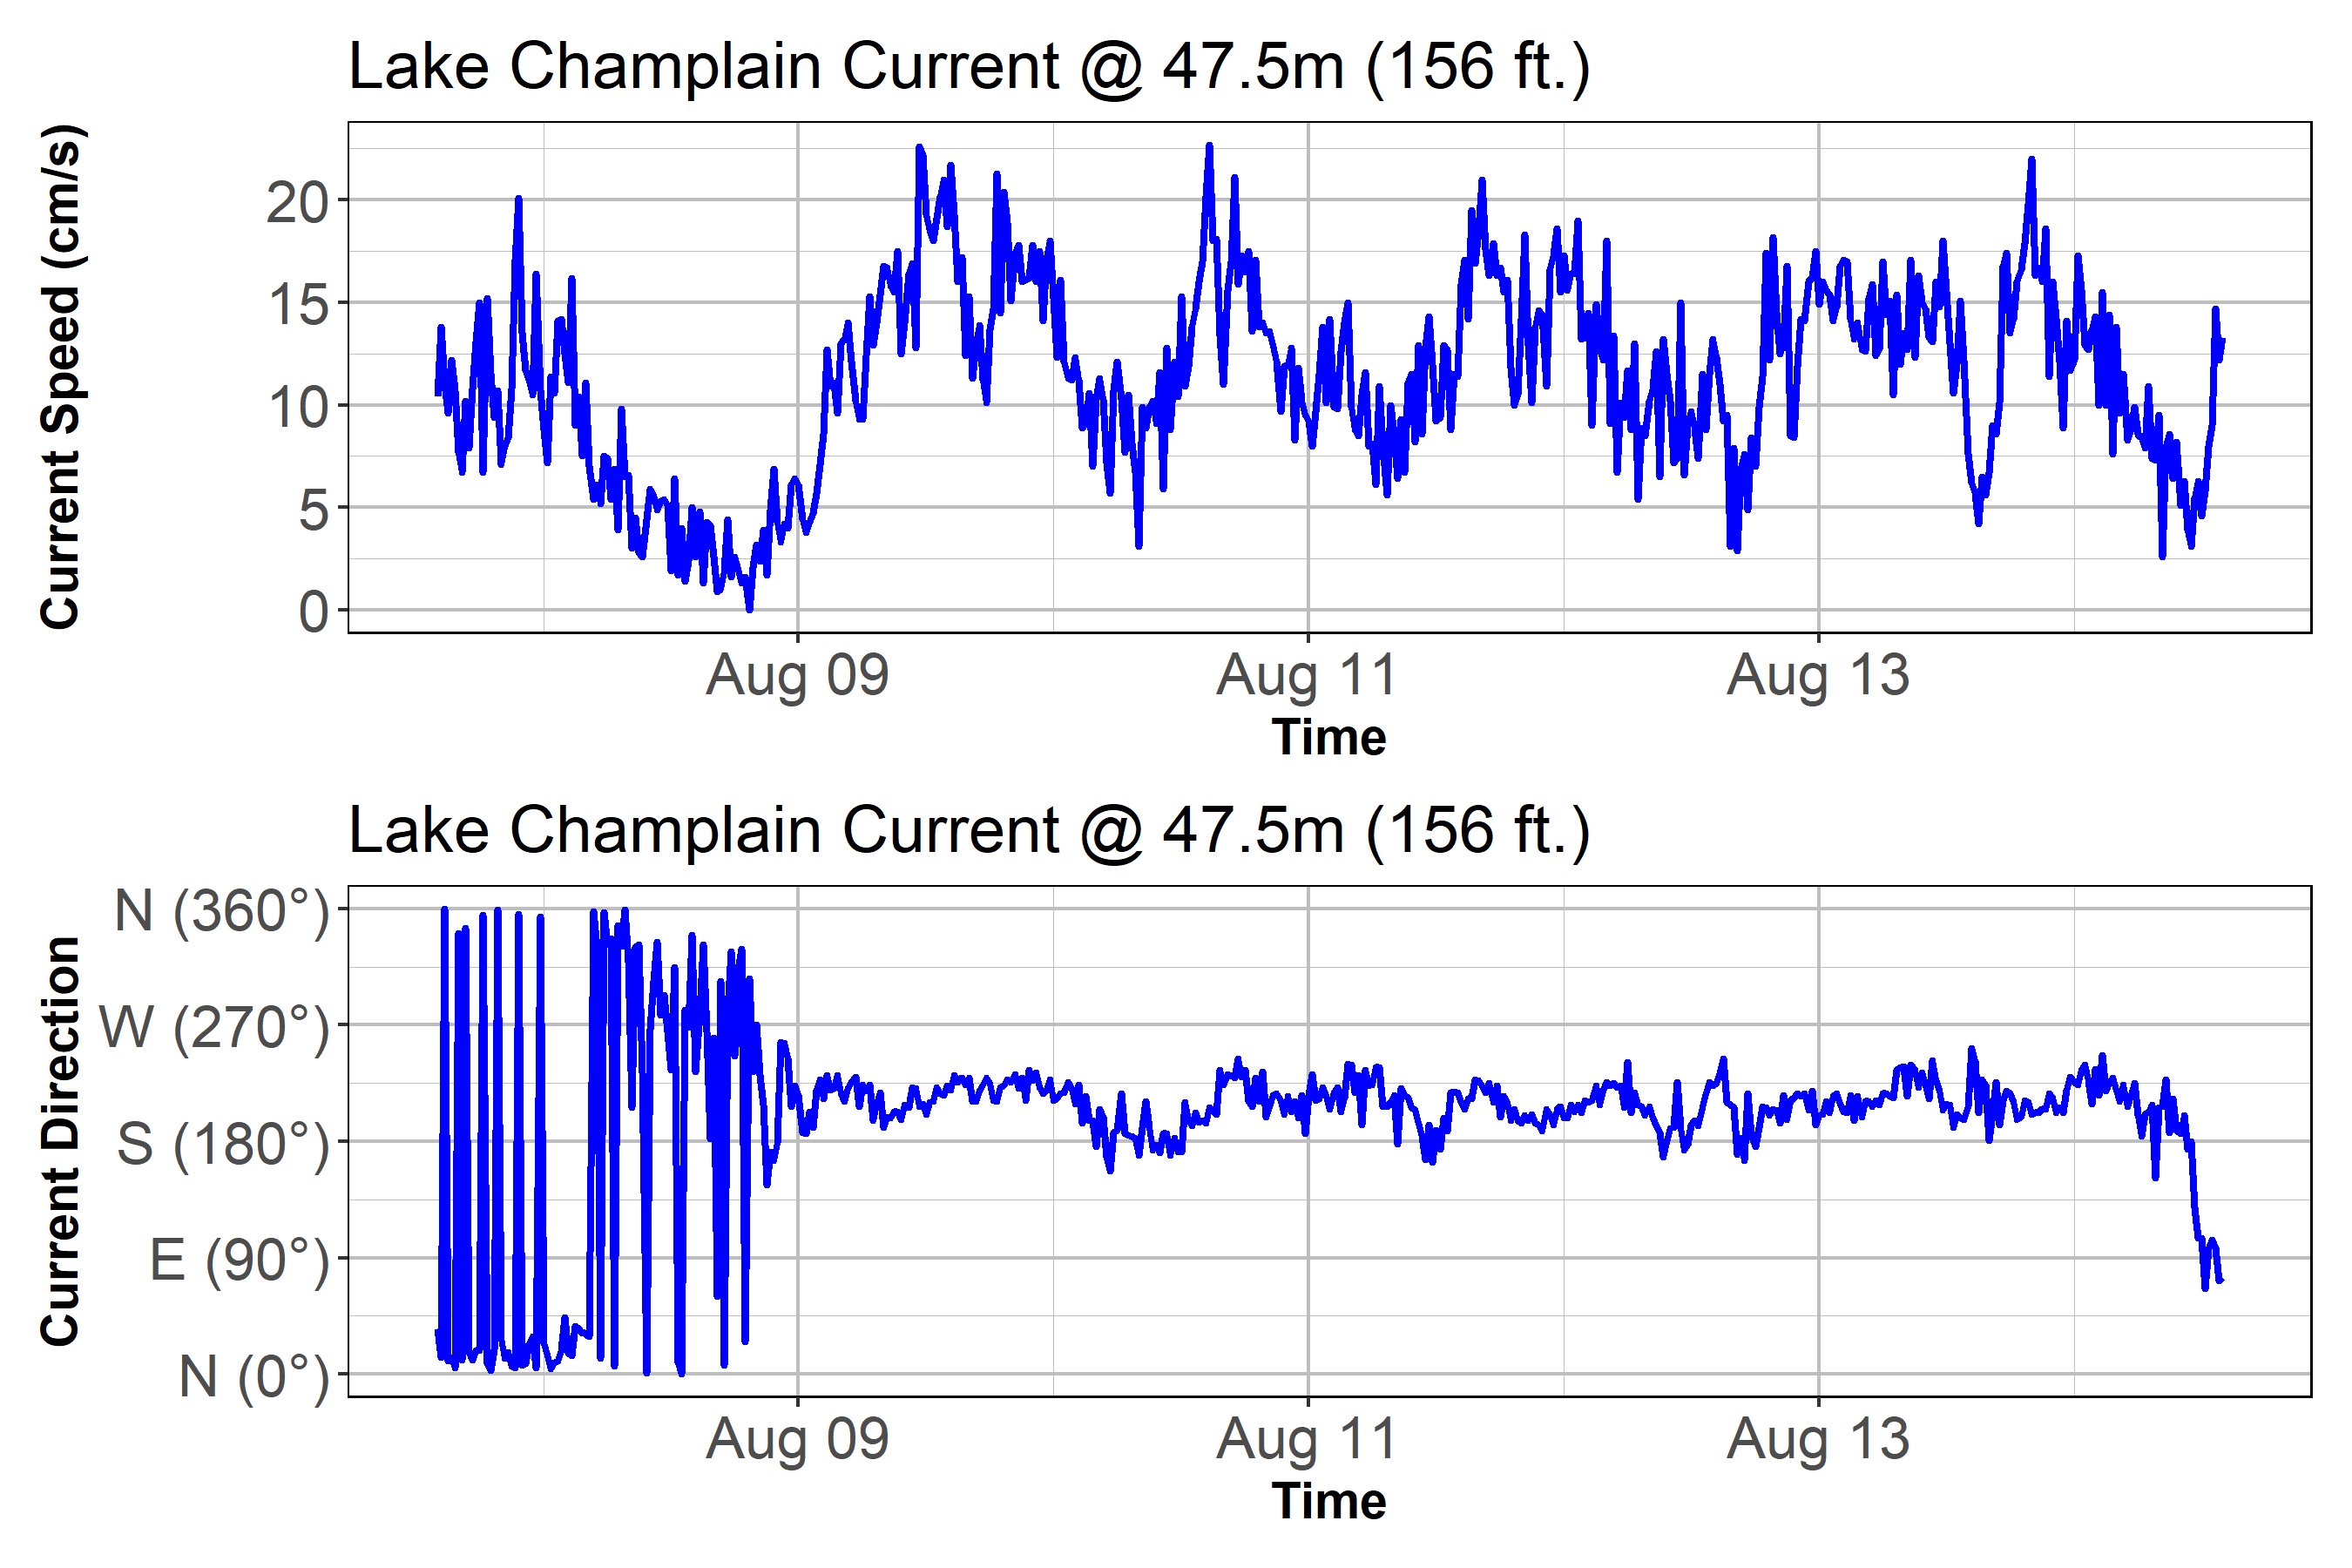 Lake Champlain Current @ 47.5m (156 ft.)
Current Speed (cm/s)
20
15
10
5
0
Aug 09 Aug 11 Aug 13
Time
Lake Champlain Current @ 47.5m (156 ft.)
Current Direction
N (360°)
W (270°)
S (180°)
E (90°)
N (0°)
Aug 09 Aug 11 Aug 13
Time